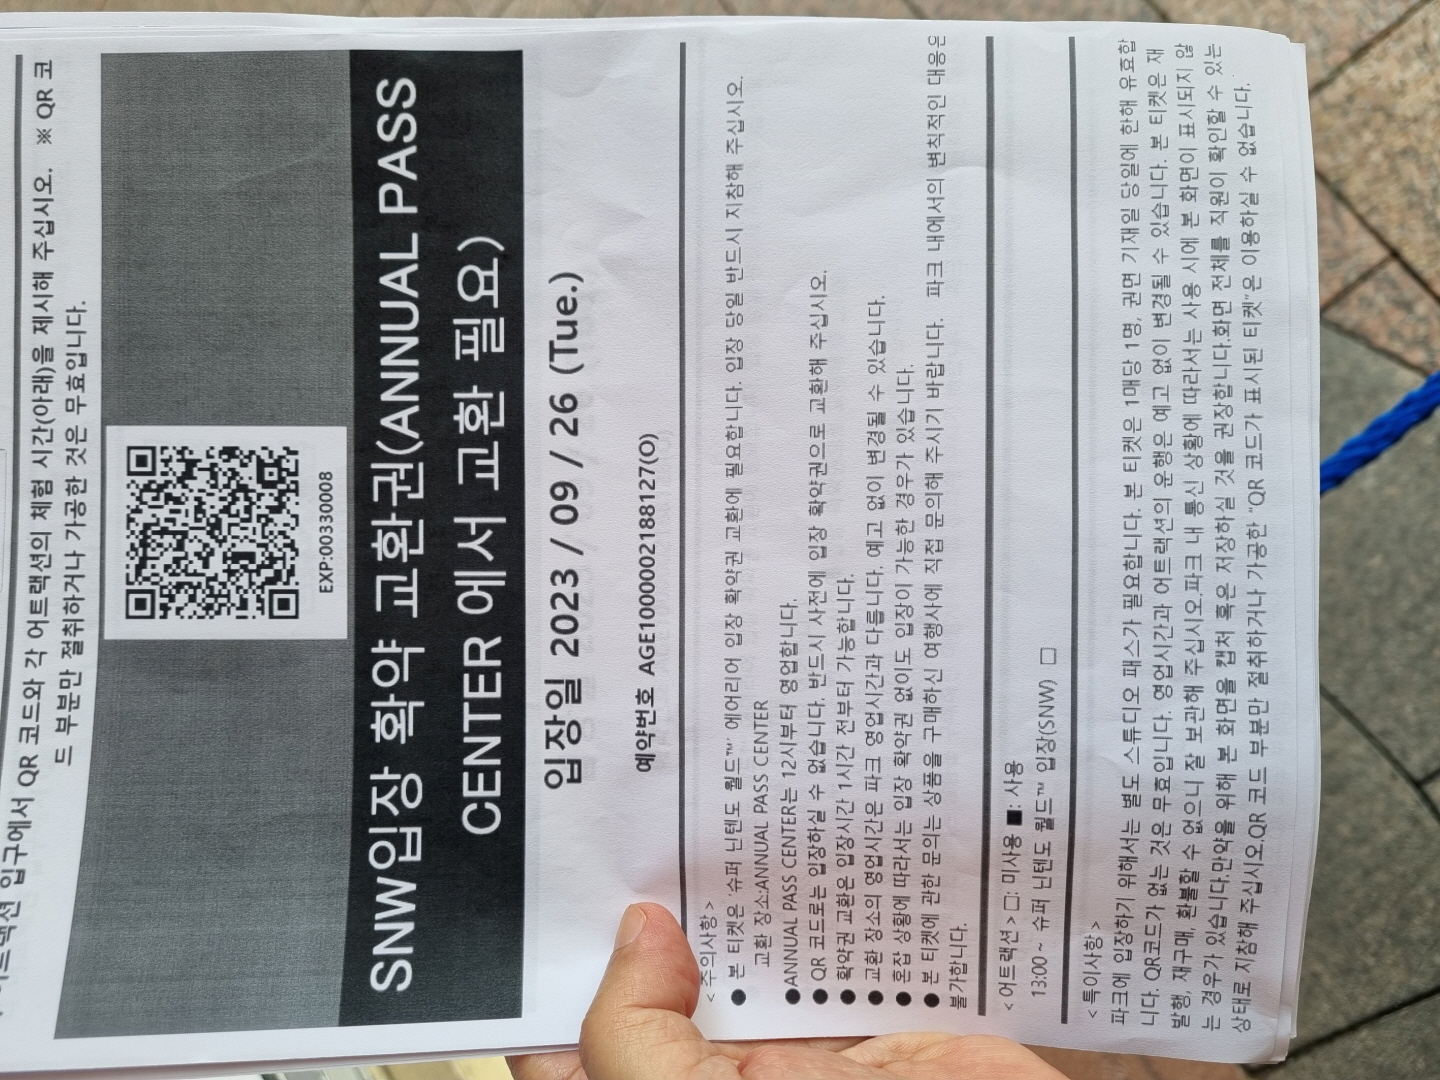 어트랙션 입구에서 QR 코드와 각 어트랙션의 체험 시간(아래)을 제시해 주십시오. ※ QR 코
드 부분만 절취하거나 가공한 것은 무효입니다.
EXP:00330008
SNW입장 확약 교환권(ANNUAL PASS
CENTER 에서 교환 필요)
입장일 2023 / 09 / 26 (Tue.)
예약번호 AGE1000002188127(O)
< 주의사항 >
● 본 티켓은 ‘슈퍼 닌텐도 월드™’ 에어리어 입장 확약권 교환에 필요합니다. 입장 당일 반드시 지참해 주십시오.
교환 장소:ANNUAL PASS CENTER
●ANNUAL PASS CENTER는 12시부터 영업합니다.
● QR 코드로는 입장하실 수 없습니다. 반드시 사전에 입장 확약권으로 교환해 주십시오.
● 확약권 교환은 입장시간 1시간 전부터 가능합니다.
● 교환 장소의 영업시간은 파크 영업시간과 다릅니다. 예고 없이 변경될 수 있습니다.
● 혼잡 상황에 따라서는 입장 확약권 없이도 입장이 가능한 경우가 있습니다.
● 본 티켓에 관한 문의는 상품을 구매하신 여행사에 직접 문의해 주시기 바랍니다. 파크 내에서의 변칙적인 대응은
불가합니다.
< 어트랙션 > □: 미사용 ■: 사용
13:00 ~ 슈퍼 닌텐도 월드™ 입장(SNW) □
< 특이사항 >
파크에 입장하기 위해서는 별도 스튜디오 패스가 필요합니다. 본 티켓은 1매당 1명, 권면 기재일 당일에 한해 유효합
니다. QR코드가 없는 것은 무효입니다. 영업시간과 어트랙션의 운행은 예고 없이 변경될 수 있습니다. 본 티켓은 재
발행, 재구매, 환불할 수 없으니 잘 보관해 주십시오.파크 내 통신 상황에 따라서는 사용 시에 본 화면이 표시되지 않
는 경우가 있습니다.만약을 위해 본 화면을 캡처 혹은 저장하실 것을 권장합니다.화면 전체를 직원이 확인할 수 있는
상태로 지참해 주십시오.QR 코드 부분만 절취하거나 가공한 “QR 코드가 표시된 티켓”은 이용하실 수 없습니다.